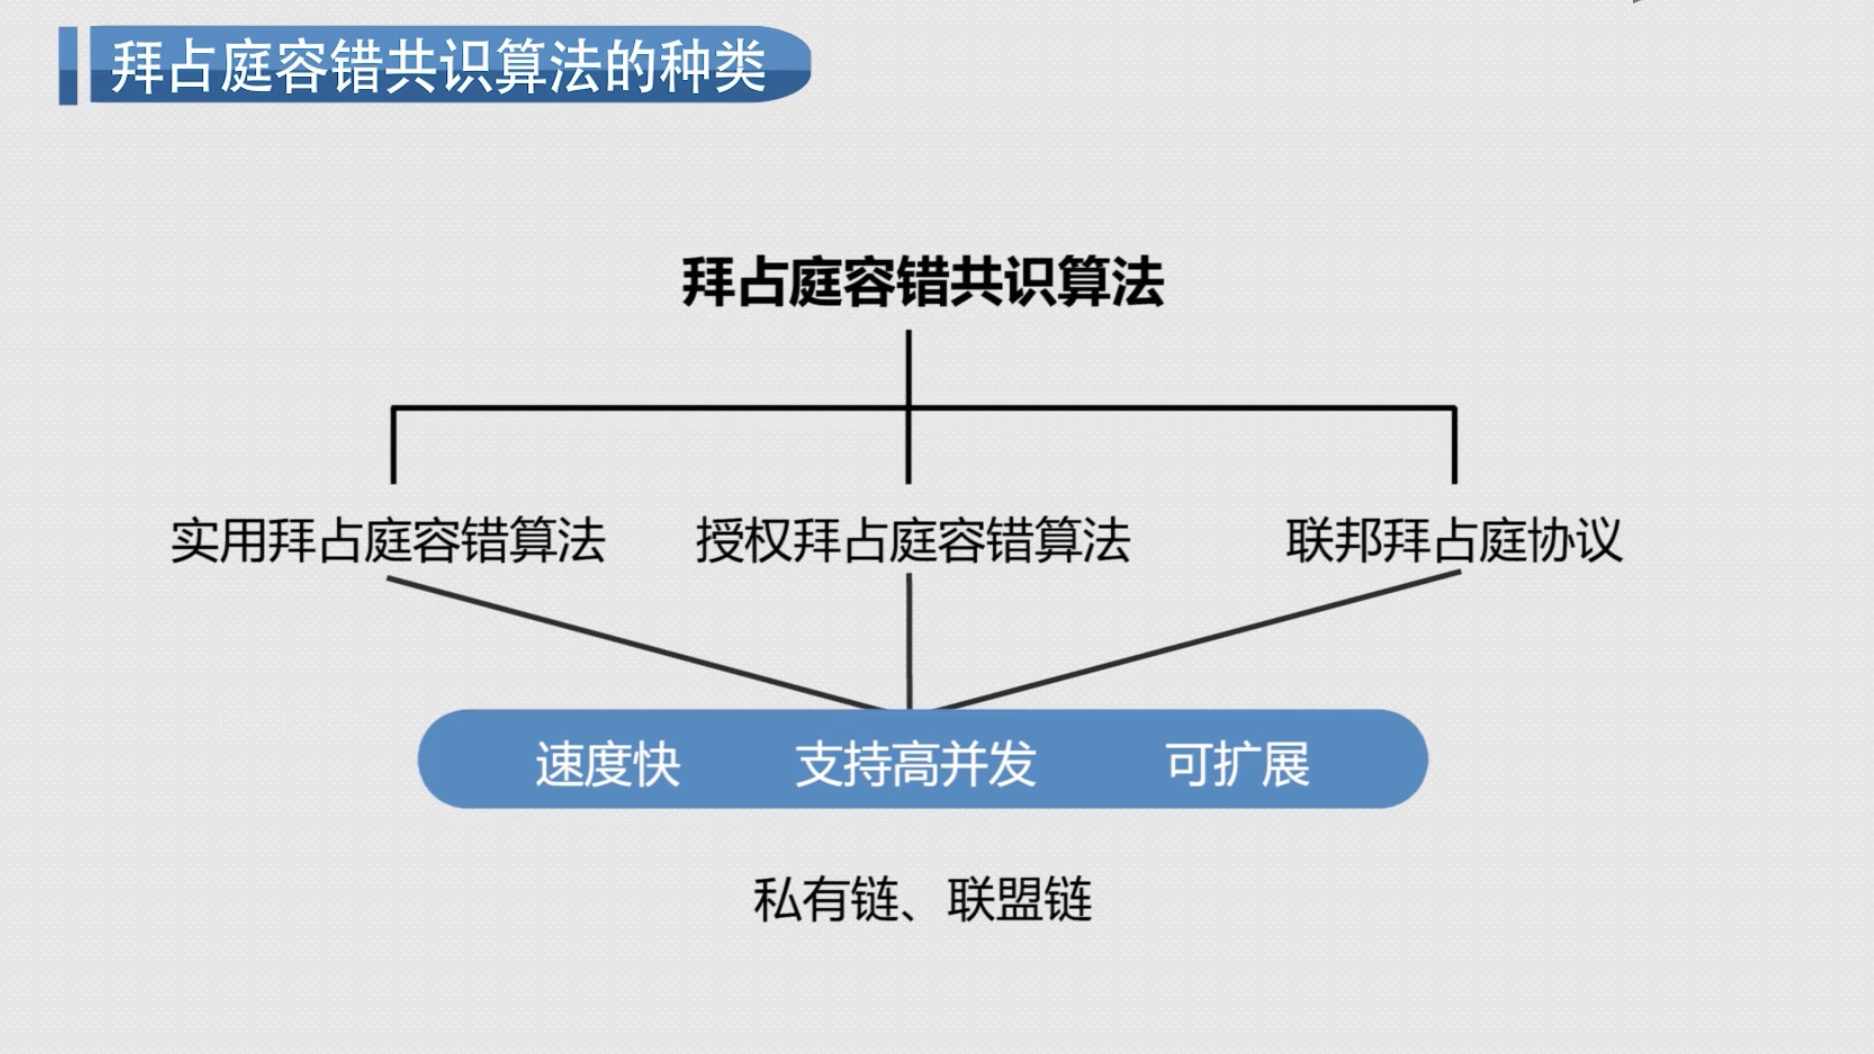 拜占庭容错共识算法的种类
拜占庭容错共识算法
实用拜占庭容错算法 授权拜占庭容错算法 联邦拜占庭协议
速度快 支持高并发 可扩展
私有链、联盟链